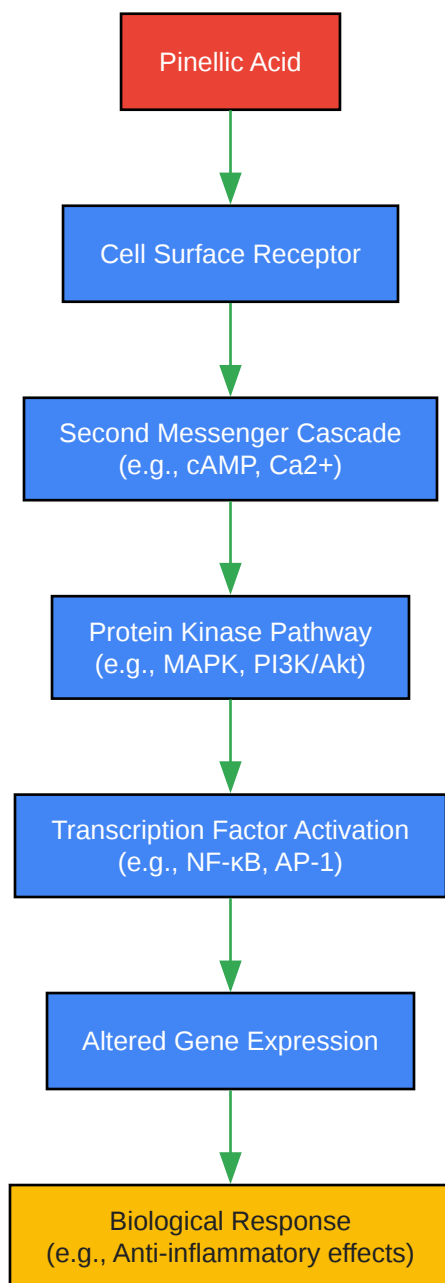 Pinellic Acid
Cell Surface Receptor
Second Messenger Cascade
(e.g., cAMP, Ca2+)
Protein Kinase Pathway
(e.g., MAPK, PI3K/Akt)
Transcription Factor Activation
(e.g., NF-κB, AP-1)
Altered Gene Expression
Biological Response
(e.g., Anti-inflammatory effects)